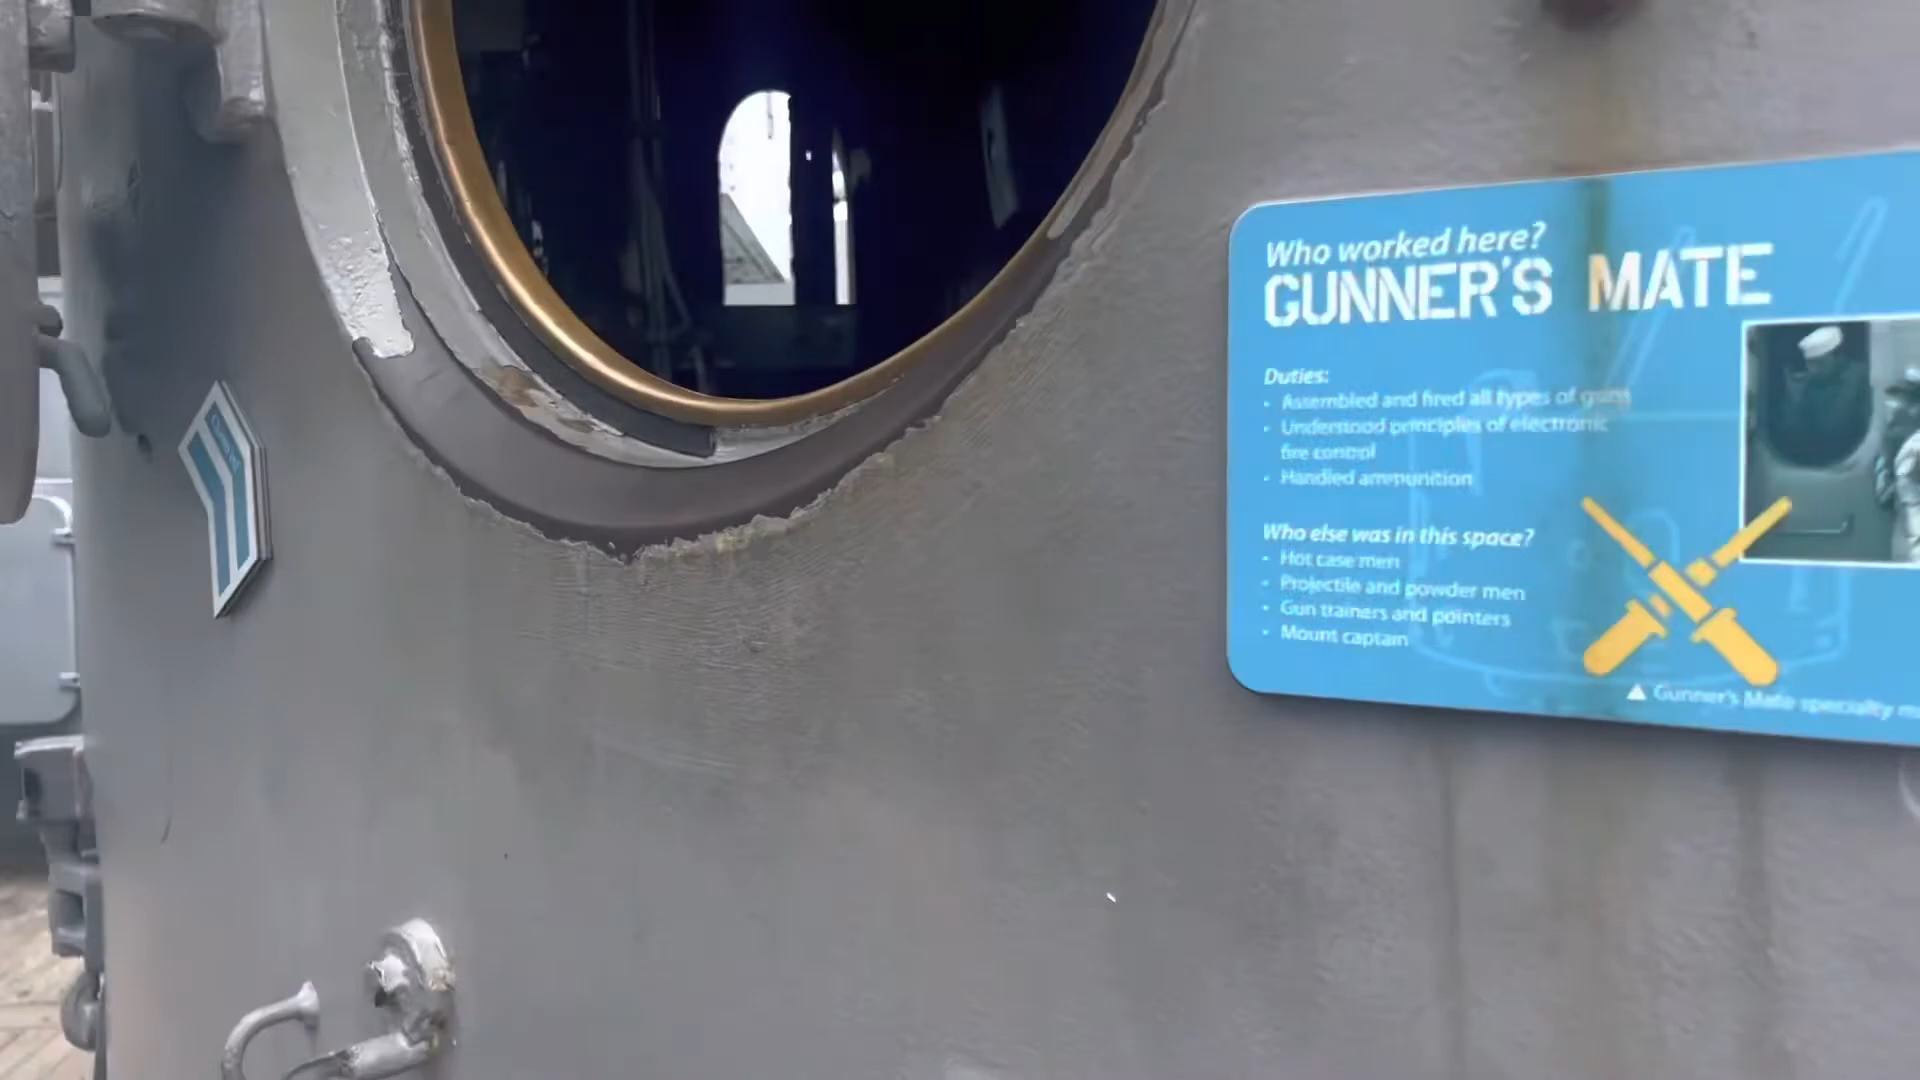 Who worked here?
GUNNER'S MATE
Duties:
• Assembled and fired all types of guns
• Understood principles of electronic
fire control
• Handled ammunition
Who else was in this space?
• Hot case men
• Projectile and powder men
• Gun trainers and pointers
• Mount captain
▲ Gunner's Mate specialty